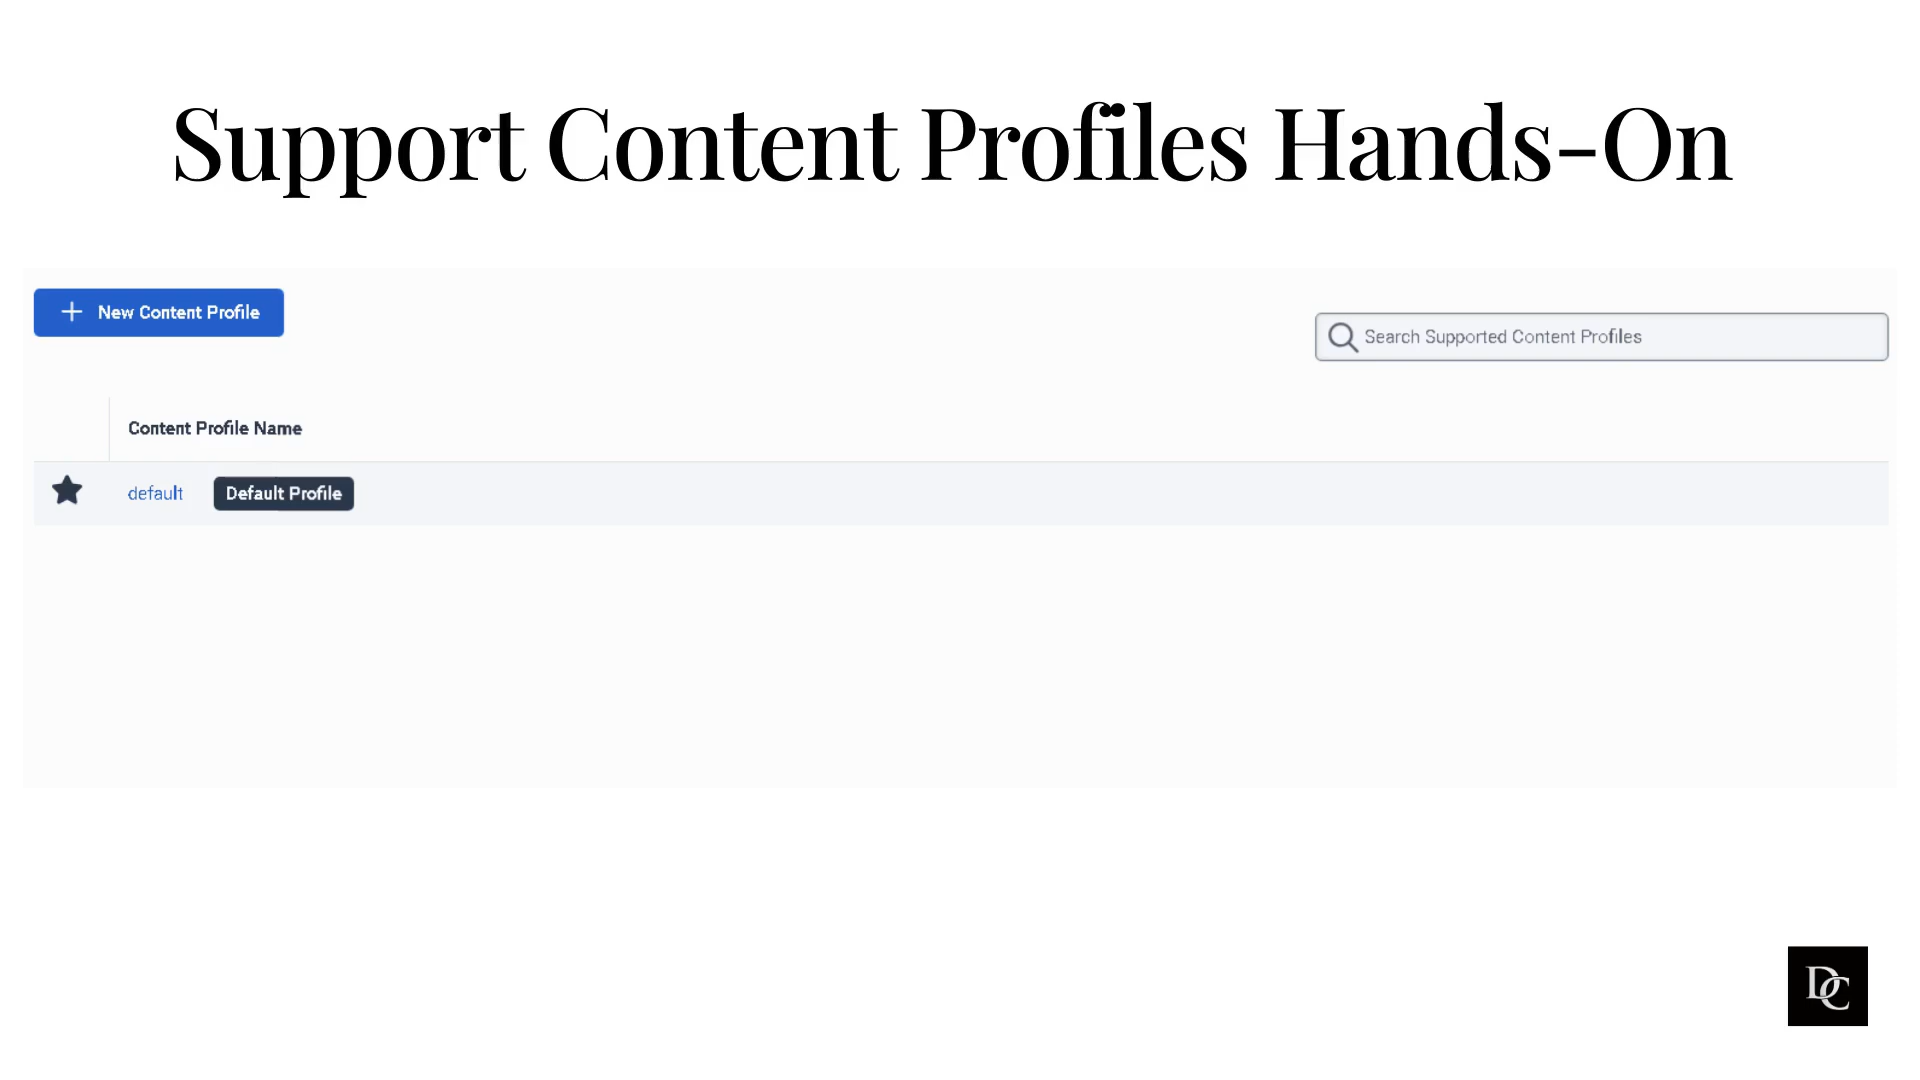 Support Content Profiles Hands-On
New Content Profile
Search Supported Content Profiles
Content Profile Name
default Default Profile
DC